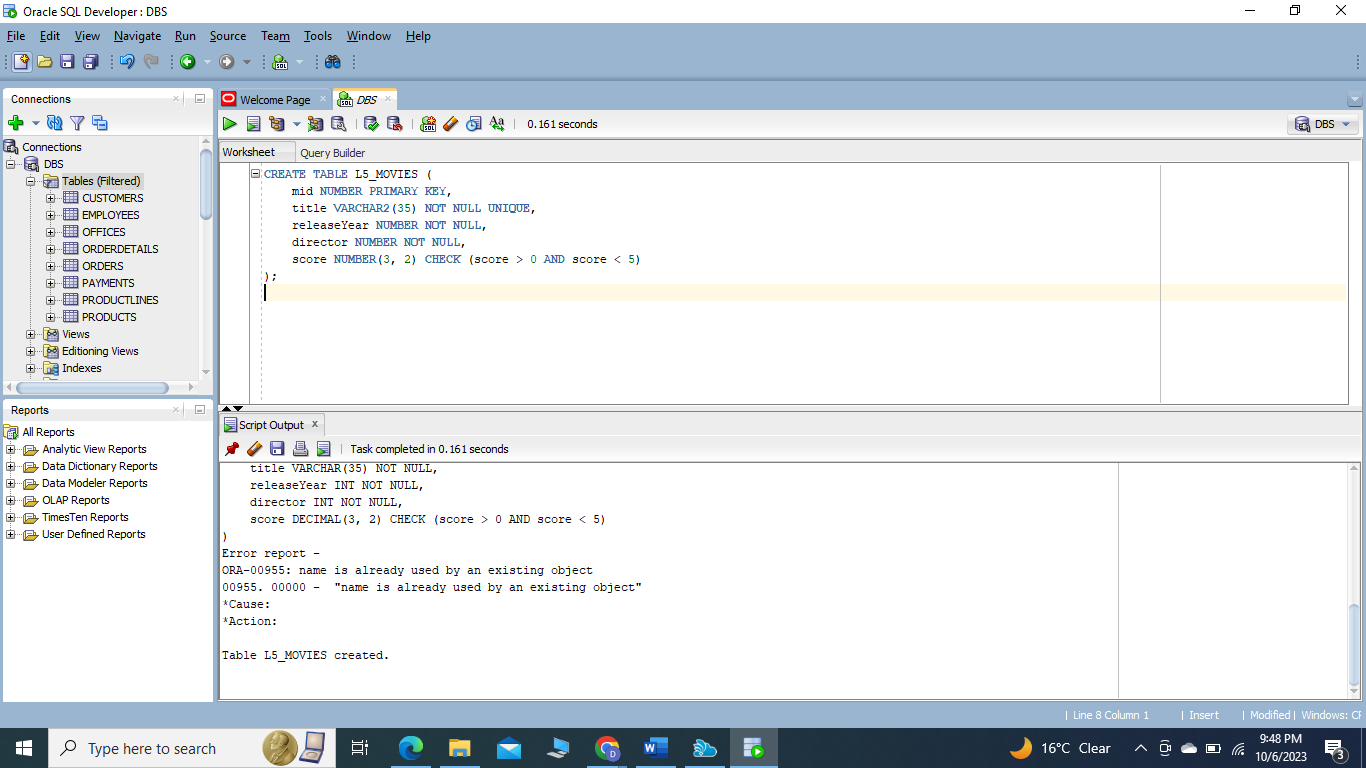 Oracle SQL Developer : DBS
File Edit View Navigate Run Source Team Tools Window Help
Connections
Connections
DBS
Tables (Filtered)
CUSTOMERS
EMPLOYEES
OFFICES
ORDERDETAILS
ORDERS
PAYMENTS
PRODUCTLINES
PRODUCTS
Views
Editioning Views
Indexes
Reports
All Reports
Analytic View Reports
Data Dictionary Reports
Data Modeler Reports
OLAP Reports
TimesTen Reports
User Defined Reports
Welcome Page DBS
0.161 seconds DBS
Worksheet Query Builder
CREATE TABLE L5_MOVIES (
mid NUMBER PRIMARY KEY,
title VARCHAR2(35) NOT NULL UNIQUE,
releaseYear NUMBER NOT NULL,
director NUMBER NOT NULL,
score NUMBER(3, 2) CHECK (score > 0 AND score < 5)
);
Script Output x
Task completed in 0.161 seconds
title VARCHAR(35) NOT NULL,
releaseYear INT NOT NULL,
director INT NOT NULL,
score DECIMAL(3, 2) CHECK (score > 0 AND score < 5)
)
Error report -
ORA-00955: name is already used by an existing object
00955. 00000 - "name is already used by an existing object"
*Cause:
*Action:
Table L5_MOVIES created.
| Line 8 Column 1 | Insert | Modified | Windows: CR
Type here to search
16°C Clear
9:48 PM
10/6/2023
3